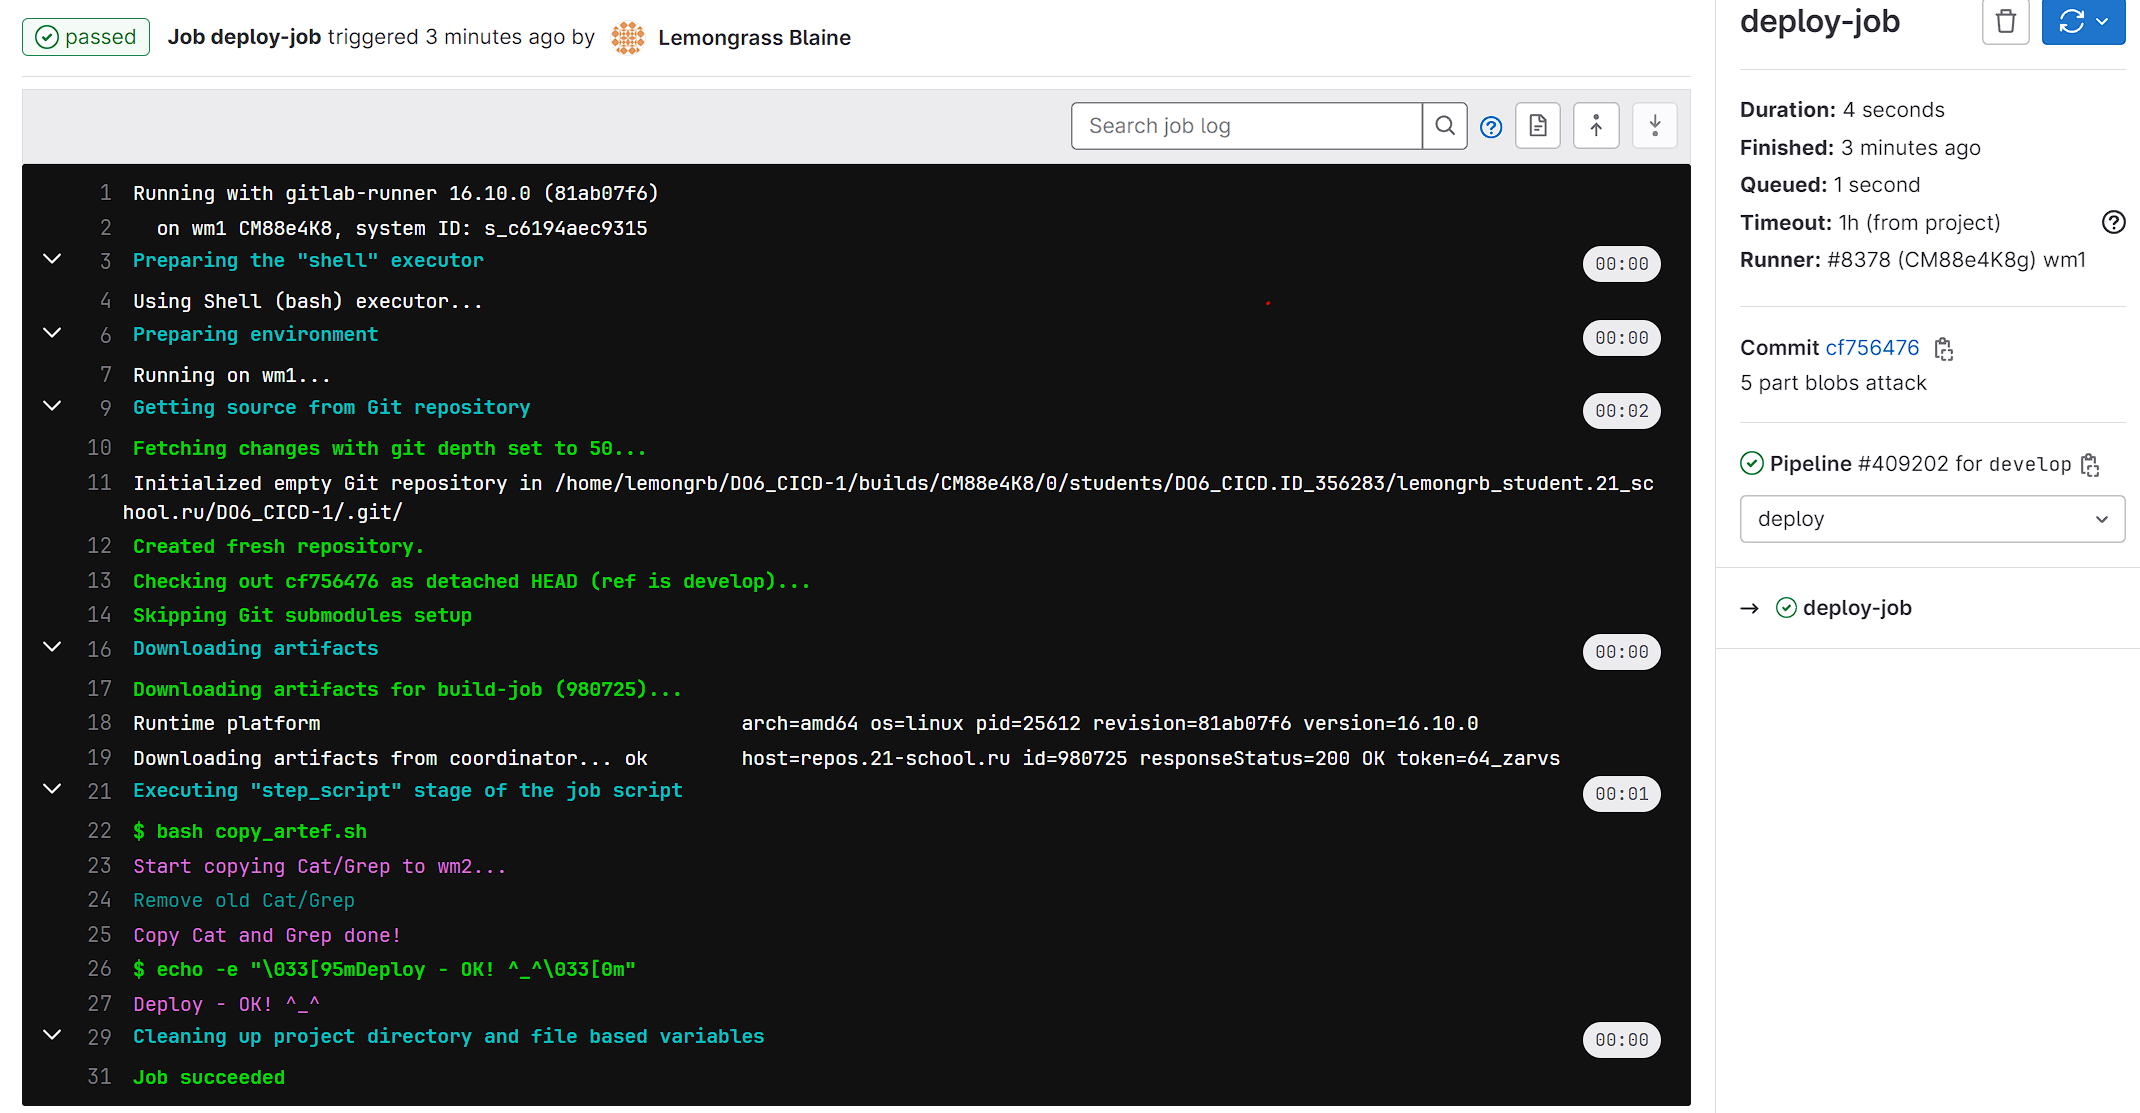 passed Job deploy-job triggered 3 minutes ago by Lemongrass Blaine
Search job log
1 Running with gitlab-runner 16.10.0 (81ab07f6)
2 on wm1 CM88e4K8, system ID: s_c6194aec9315
3 Preparing the "shell" executor 00:00
4 Using Shell (bash) executor...
6 Preparing environment 00:00
7 Running on wm1...
9 Getting source from Git repository 00:02
10 Fetching changes with git depth set to 50...
11 Initialized empty Git repository in /home/lemongrb/DO6_CICD-1/builds/CM88e4K8/0/students/DO6_CICD.ID_356283/lemongrb_student.21_sc
hool.ru/DO6_CICD-1/.git/
12 Created fresh repository.
13 Checking out cf756476 as detached HEAD (ref is develop)...
14 Skipping Git submodules setup
16 Downloading artifacts 00:00
17 Downloading artifacts for build-job (980725)...
18 Runtime platform arch=amd64 os=linux pid=25612 revision=81ab07f6 version=16.10.0
19 Downloading artifacts from coordinator... ok host=repos.21-school.ru id=980725 responseStatus=200 OK token=64_zarvs
21 Executing "step_script" stage of the job script 00:01
22 $ bash copy_artef.sh
23 Start copying Cat/Grep to wm2...
24 Remove old Cat/Grep
25 Copy Cat and Grep done!
26 $ echo -e "\033[95mDeploy - OK! ^_^\033[0m"
27 Deploy - OK! ^_^
29 Cleaning up project directory and file based variables 00:00
31 Job succeeded
deploy-job
Duration: 4 seconds
Finished: 3 minutes ago
Queued: 1 second
Timeout: 1h (from project)
Runner: #8378 (CM88e4K8g) wm1
Commit cf756476
5 part blobs attack
Pipeline #409202 for develop
deploy
→ deploy-job